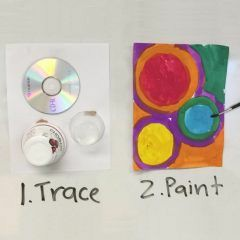 1. Trace
2. Paint